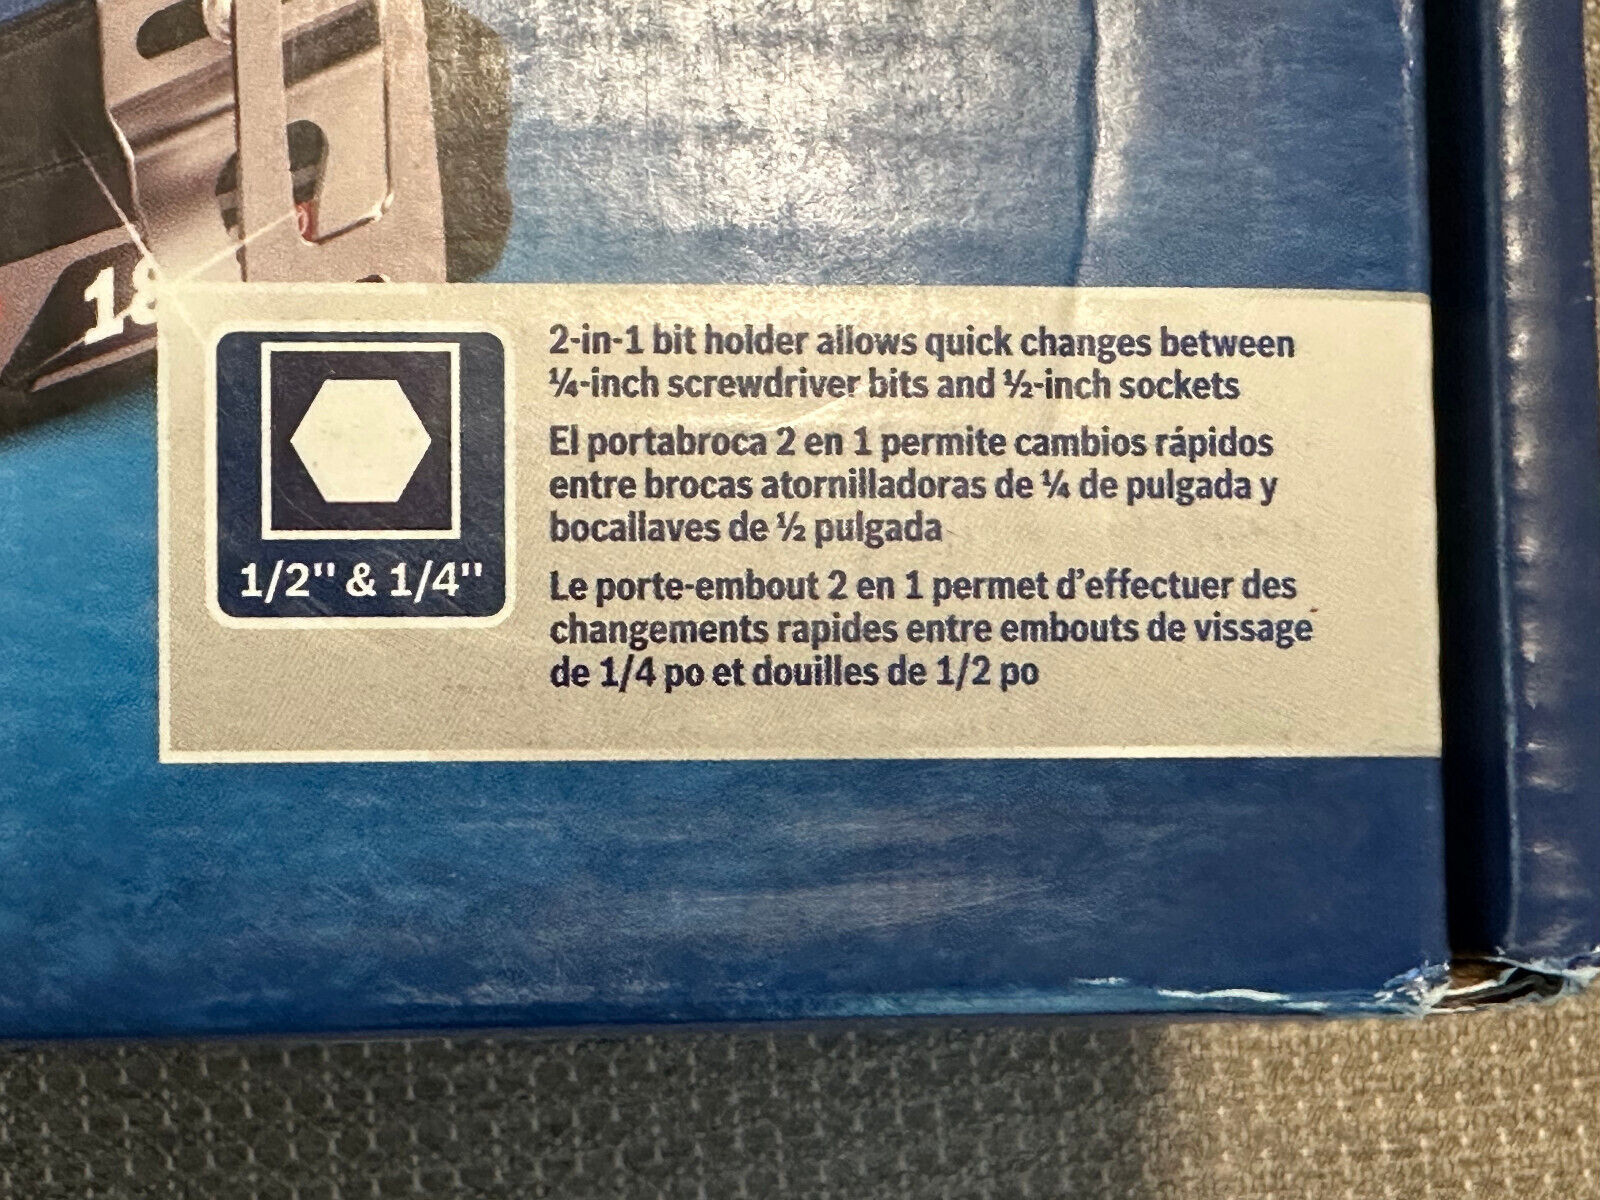 18
2-in-1 bit holder allows quick changes between
¼-inch screwdriver bits and ½-inch sockets
El portabroca 2 en 1 permite cambios rápidos
entre brocas atornilladoras de ¼ de pulgada y
bocallaves de ½ pulgada
Le porte-embout 2 en 1 permet d'effectuer des
changements rapides entre embouts de vissage
de 1/4 po et douilles de 1/2 po
1/2" & 1/4"